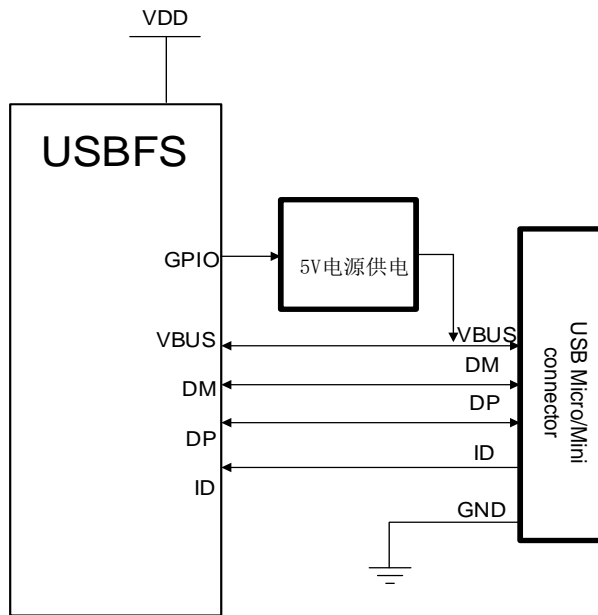 VDD
USBFS
GPIO
5V电源供电
VBUS
VBUS
DM
DM
DP
DP
ID
ID
GND
USB Micro/Mini
connector